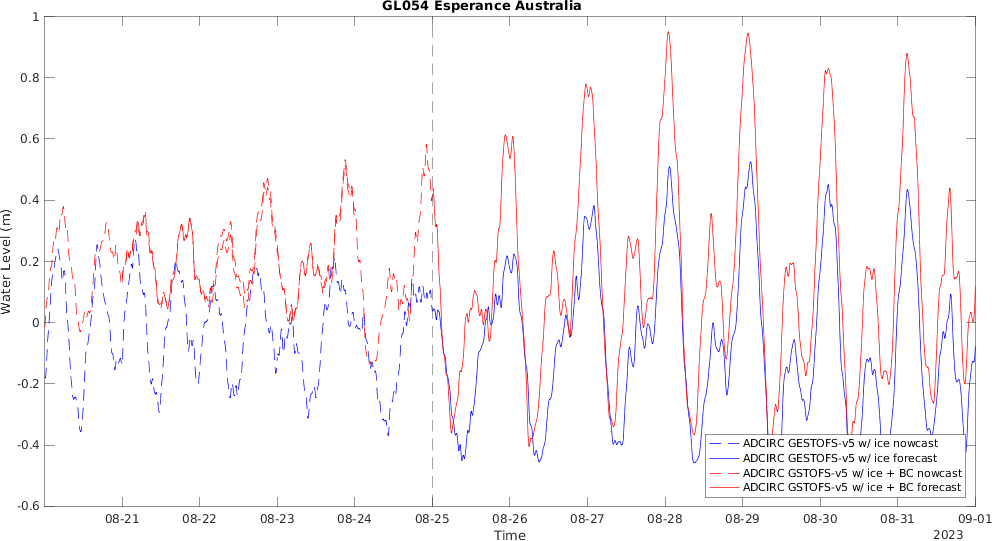 GL054 Esperance Australia
1
0.8
0.6
0.4
0.2
0
-0.2
-0.4
-0.6
Water Level (m)
ADCIRC GESTOFS-v5 w/ ice nowcast
ADCIRC GESTOFS-v5 w/ ice forecast
ADCIRC GSTOFS-v5 w/ ice + BC nowcast
ADCIRC GSTOFS-v5 w/ ice + BC forecast
08-21 08-22 08-23 08-24 08-25 08-26 08-27 08-28 08-29 08-30 08-31 09-01
Time
2023